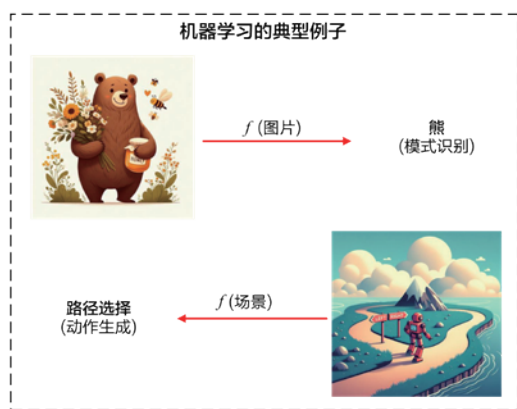 机器学习的典型例子
f (图片)
熊
(模式识别)
f (场景)
路径选择
(动作生成)